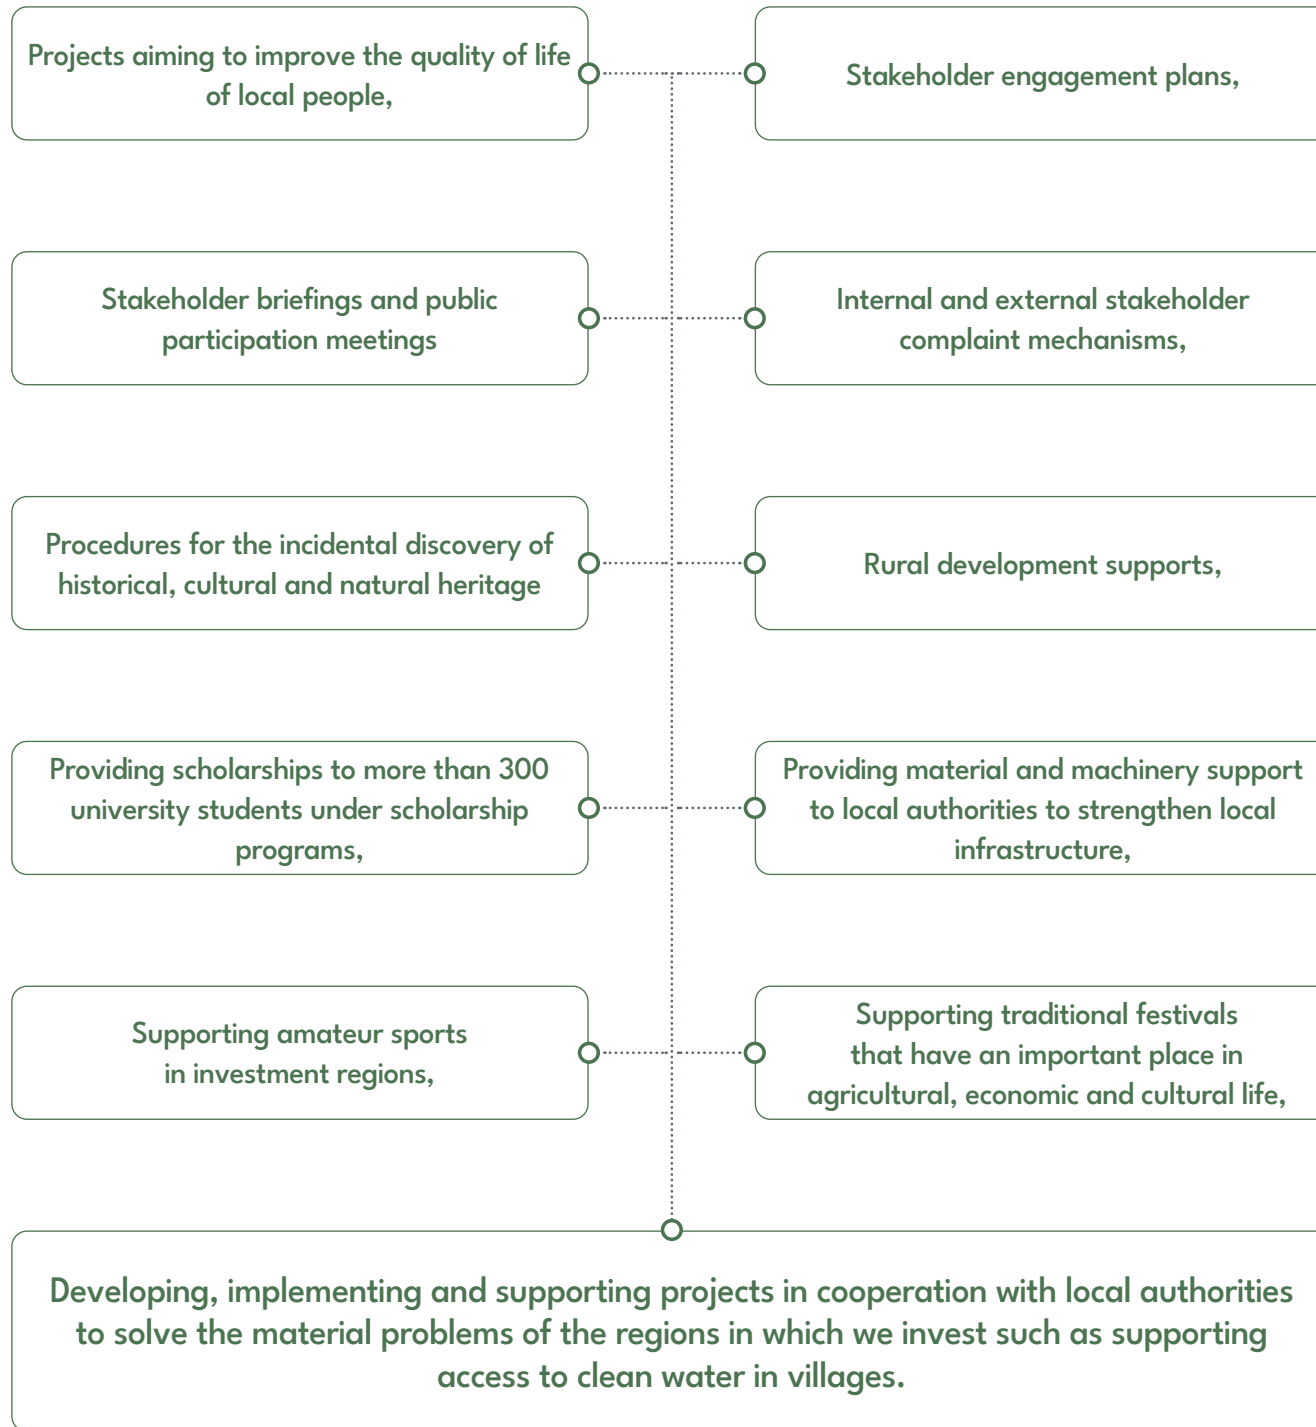 Projects aiming to improve the quality of life
of local people,
Stakeholder engagement plans,
Stakeholder briefings and public
participation meetings
Internal and external stakeholder
complaint mechanisms,
Procedures for the incidental discovery of
historical, cultural and natural heritage
Rural development supports,
Providing scholarships to more than 300
university students under scholarship
programs,
Providing material and machinery support
to local authorities to strengthen local
infrastructure,
Supporting amateur sports
in investment regions,
Supporting traditional festivals
that have an important place in
agricultural, economic and cultural life,
Developing, implementing and supporting projects in cooperation with local authorities
to solve the material problems of the regions in which we invest such as supporting
access to clean water in villages.